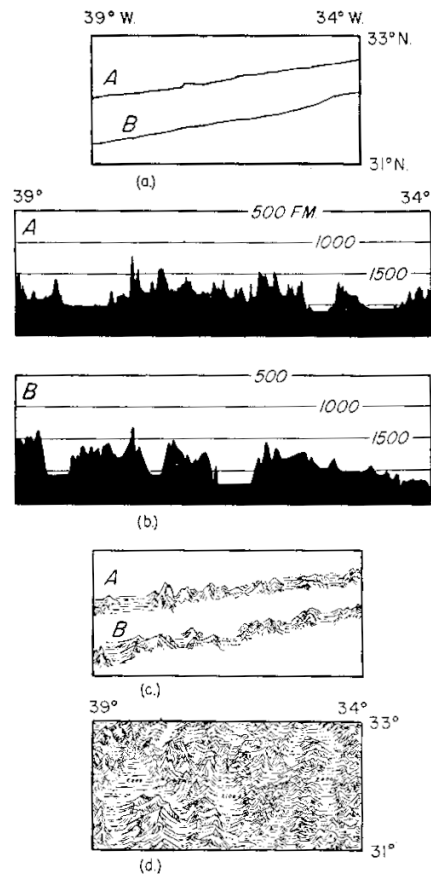 39° W. 34° W.
33° N.
A
B
31° N.
(a.)
39° 34°
A 500 FM
1000
1500
B 500
1000
1500
(b.)
A
B
(c.)
39° 34°
33°
31°
(d.)